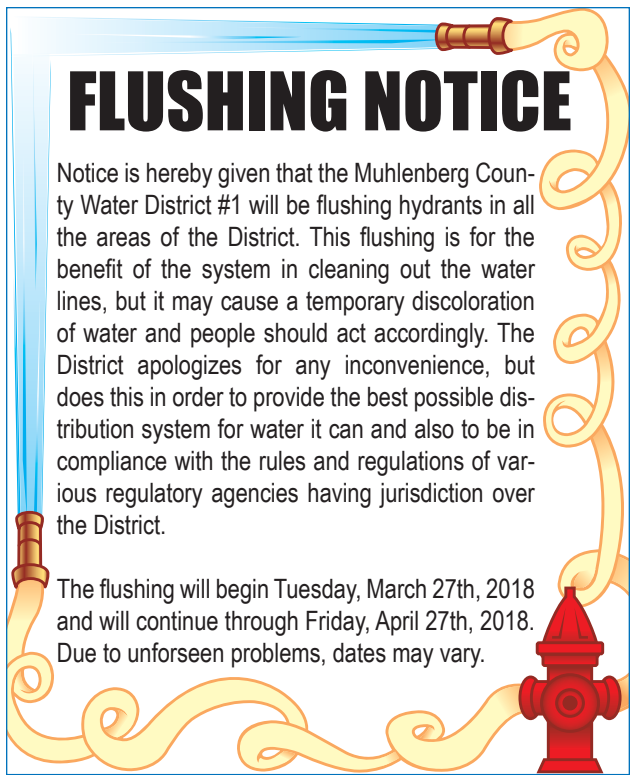 FLUSHING NOTICE
Notice is hereby given that the Muhlenberg Coun-
ty Water District #1 will be flushing hydrants in all
the areas of the District. This flushing is for the
benefit of the system in cleaning out the water
lines, but it may cause a temporary discoloration
of water and people should act accordingly. The
District apologizes for any inconvenience, but
does this in order to provide the best possible dis-
tribution system for water it can and also to be in
compliance with the rules and regulations of var-
ious regulatory agencies having jurisdiction over
the District.
The flushing will begin Tuesday, March 27th, 2018
and will continue through Friday, April 27th, 2018.
Due to unforseen problems, dates may vary.